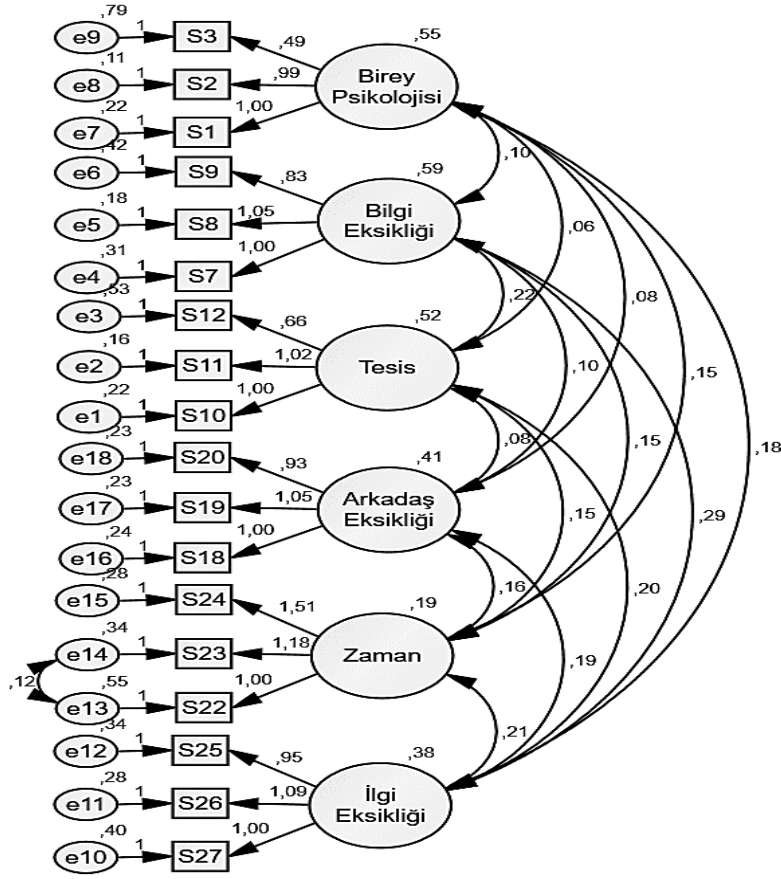 ,79
e9 1 S3
,49
,55
Birey
Psikolojisi
,11
e8 1 S2
,99
,22
e7 1 S1
1,00
,10
,42
e6 1 S9
,83
,59
Bilgi
Eksikliği
,18
e5 1 S8
1,05
,06
,31
e4 1 S7
1,00
,22
,08
,53
e3 1 S12
,66
,52
Tesis
,16
e2 1 S11
1,02
,10
,15
,22
e1 1 S10
1,00
,08
,15
,18
,23
e18 1 S20
,93
,41
Arkadaş
Eksikliği
,23
e17 1 S19
1,05
,15
,29
,24
e16 1 S18
1,00
,16
,20
,28
e15 1 S24
1,51
,19
Zaman
,34
e14 1 S23
1,18
,19
,12
,55
e13 1 S22
1,00
,21
,34
e12 1 S25
,95
,38
İlgi
Eksikliği
,28
e11 1 S26
1,09
,40
e10 1 S27
1,00